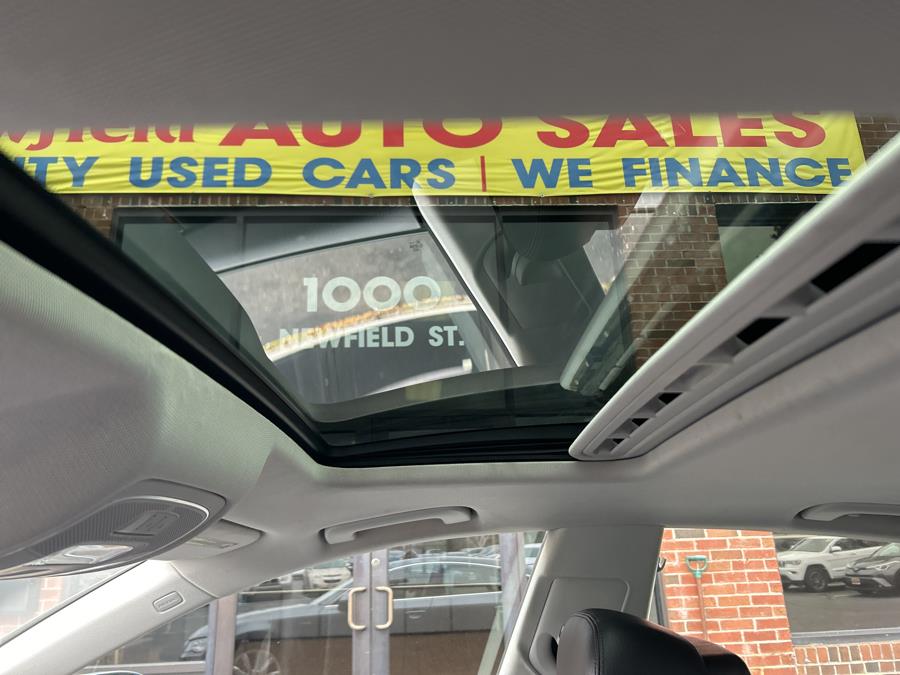 AUTO SALES
USED CARS | WE FINANCE
1000
NEWFIELD ST.